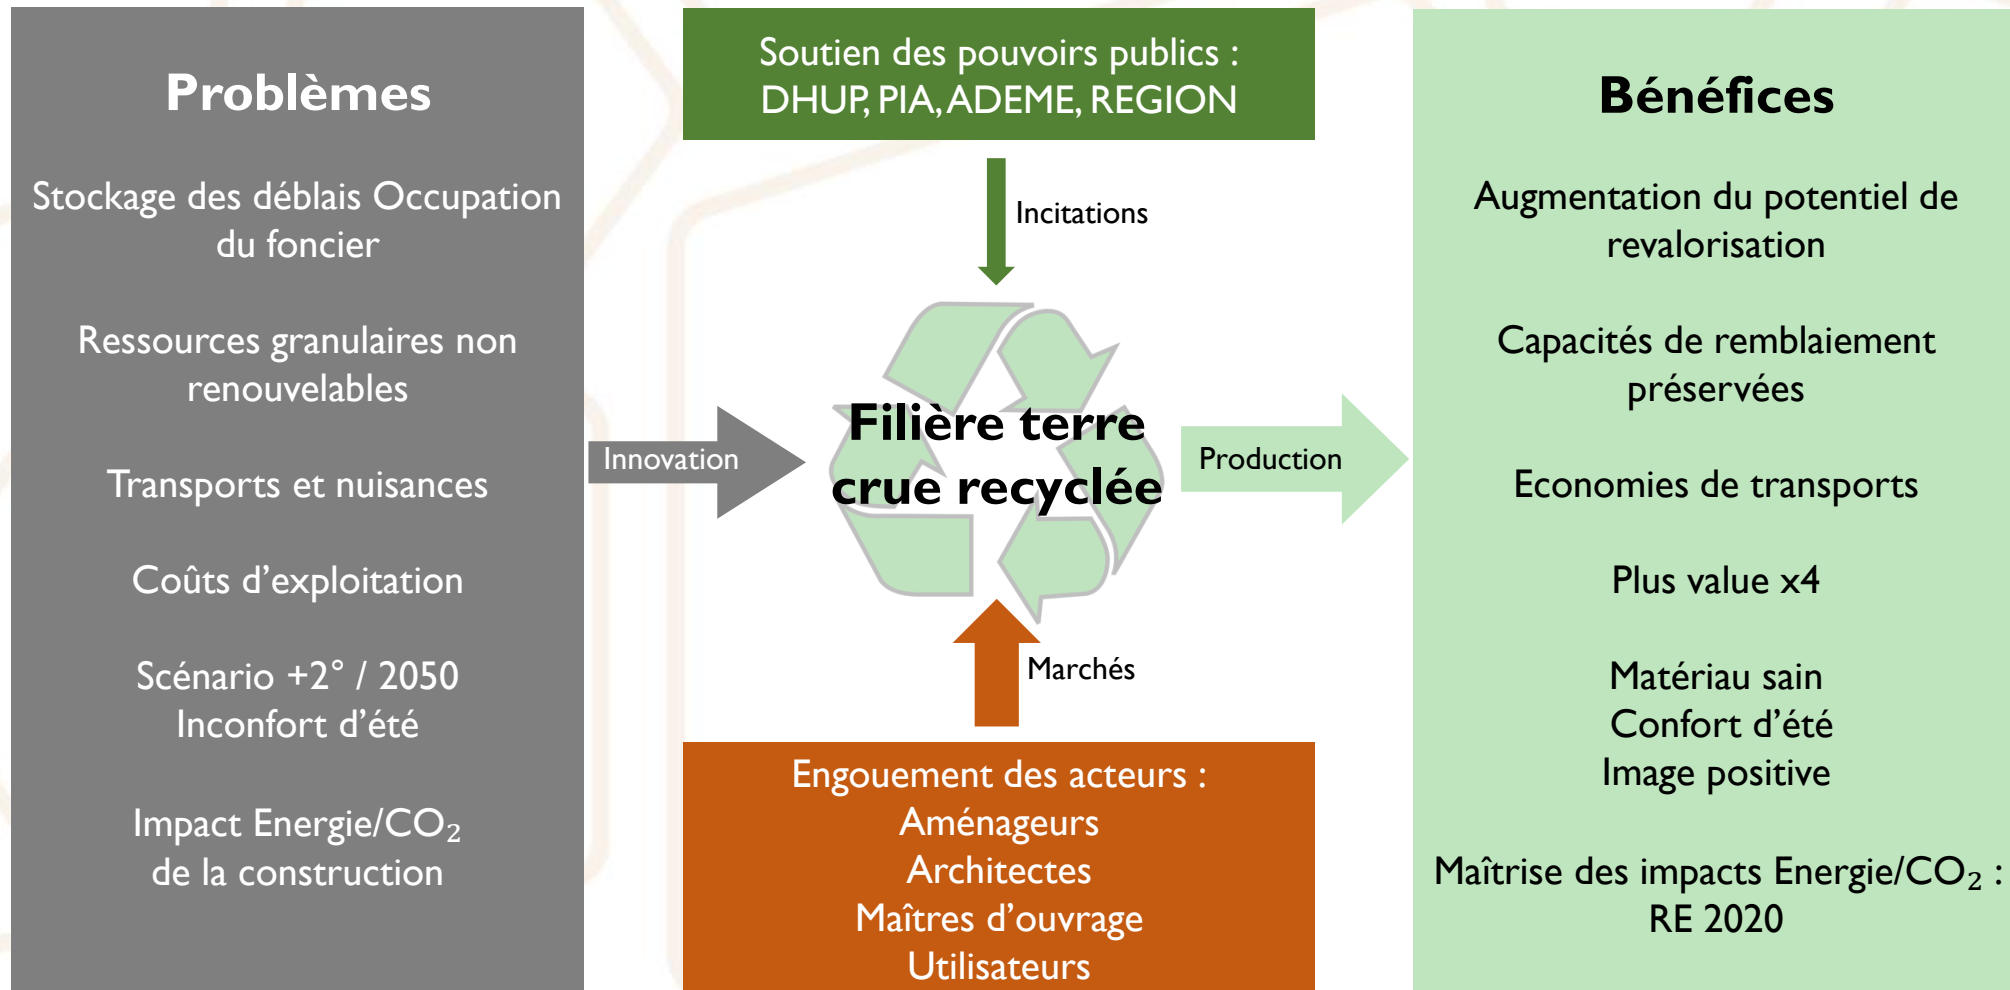 Problèmes
Stockage des déblais Occupation
du foncier
Ressources granulaires non
renouvelables
Transports et nuisances
Coûts d’exploitation
Scénario +2° / 2050
Inconfort d’été
Impact Energie/CO₂
de la construction
Innovation
Soutien des pouvoirs publics :
DHUP, PIA, ADEME, REGION
Incitations
Filière terre
crue recyclée
Marchés
Engouement des acteurs :
Aménageurs
Architectes
Maîtres d’ouvrage
Utilisateurs
Production
Bénéfices
Augmentation du potentiel de
revalorisation
Capacités de remblaiement
préservées
Economies de transports
Plus value x4
Matériau sain
Confort d’été
Image positive
Maîtrise des impacts Energie/CO₂ :
RE 2020